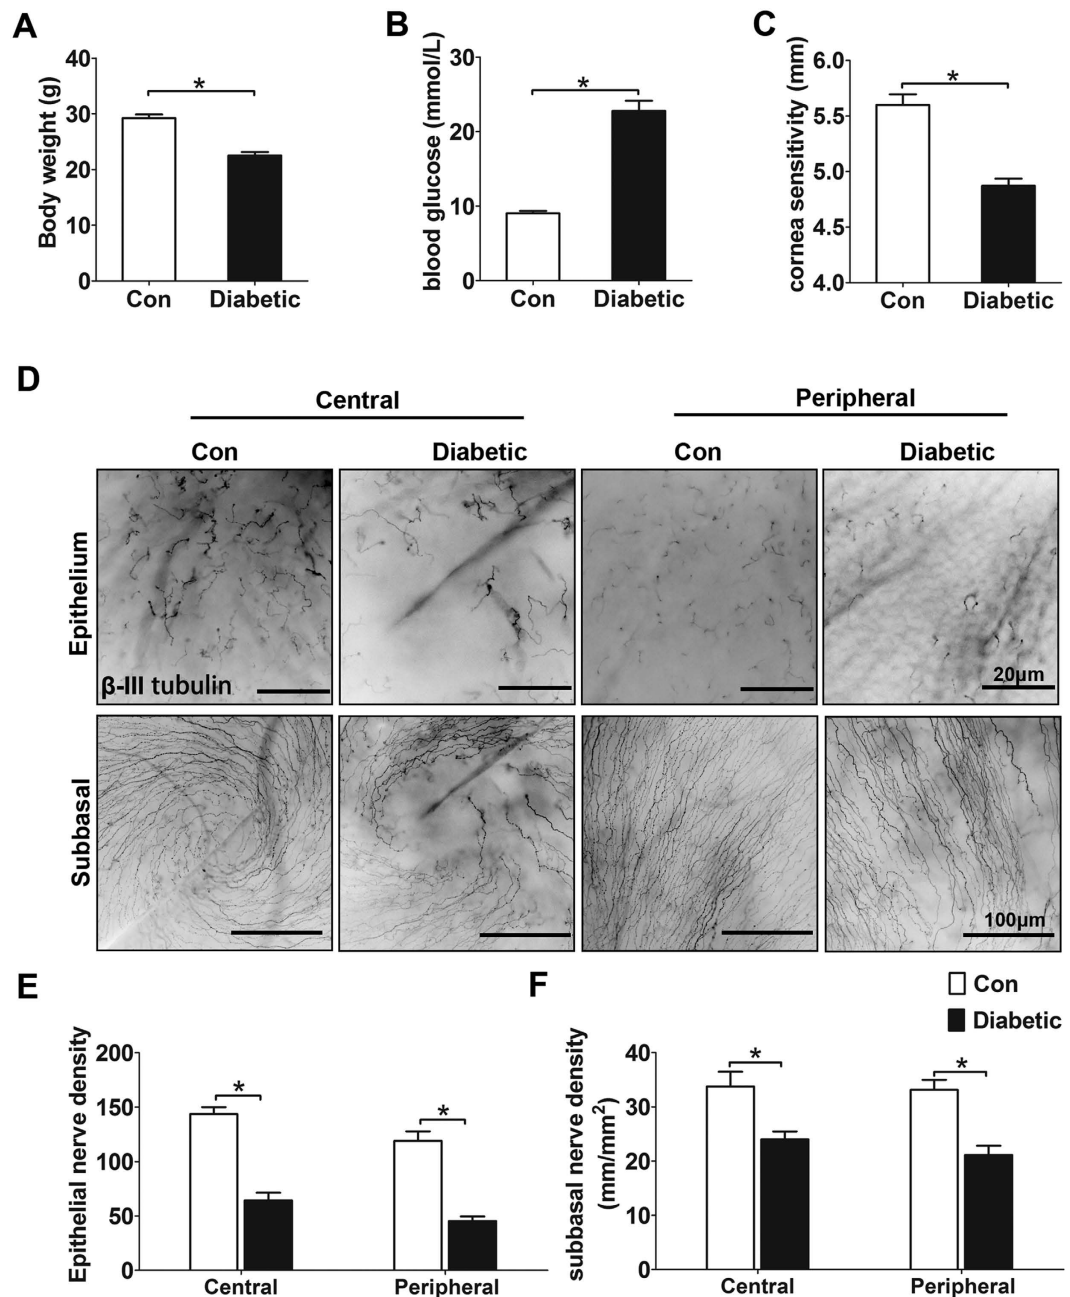 A
Body weight (g)
40
30
20
10
0
*
Con Diabetic
B
blood glucose (mmol/L)
30
20
10
0
*
Con Diabetic
C
cornea sensitivity (mm)
6.0
5.5
5.0
4.5
4.0
*
Con Diabetic
D
Central
Peripheral
Con Diabetic Con Diabetic
Epithelium
β-III tubulin
20μm
Subbasal
100μm
E
Epithelial nerve density
200
150
100
50
0
*
*
Central Peripheral
F
Con
Diabetic
subbasal nerve density
(mm/mm²)
40
30
20
10
0
*
*
Central Peripheral